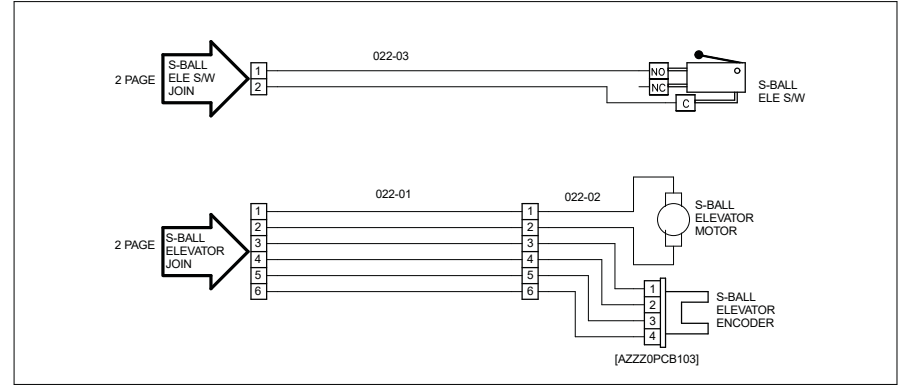 022-03
2 PAGE
S-BALL
ELE S/W
JOIN
1
2
NO
NC
C
S-BALL
ELE S/W
022-01
022-02
2 PAGE
S-BALL
ELEVATOR
JOIN
1
2
3
4
5
6
1
2
3
4
5
6
S-BALL
ELEVATOR
MOTOR
1
2
3
4
S-BALL
ELEVATOR
ENCODER
[AZZZ0PCB103]